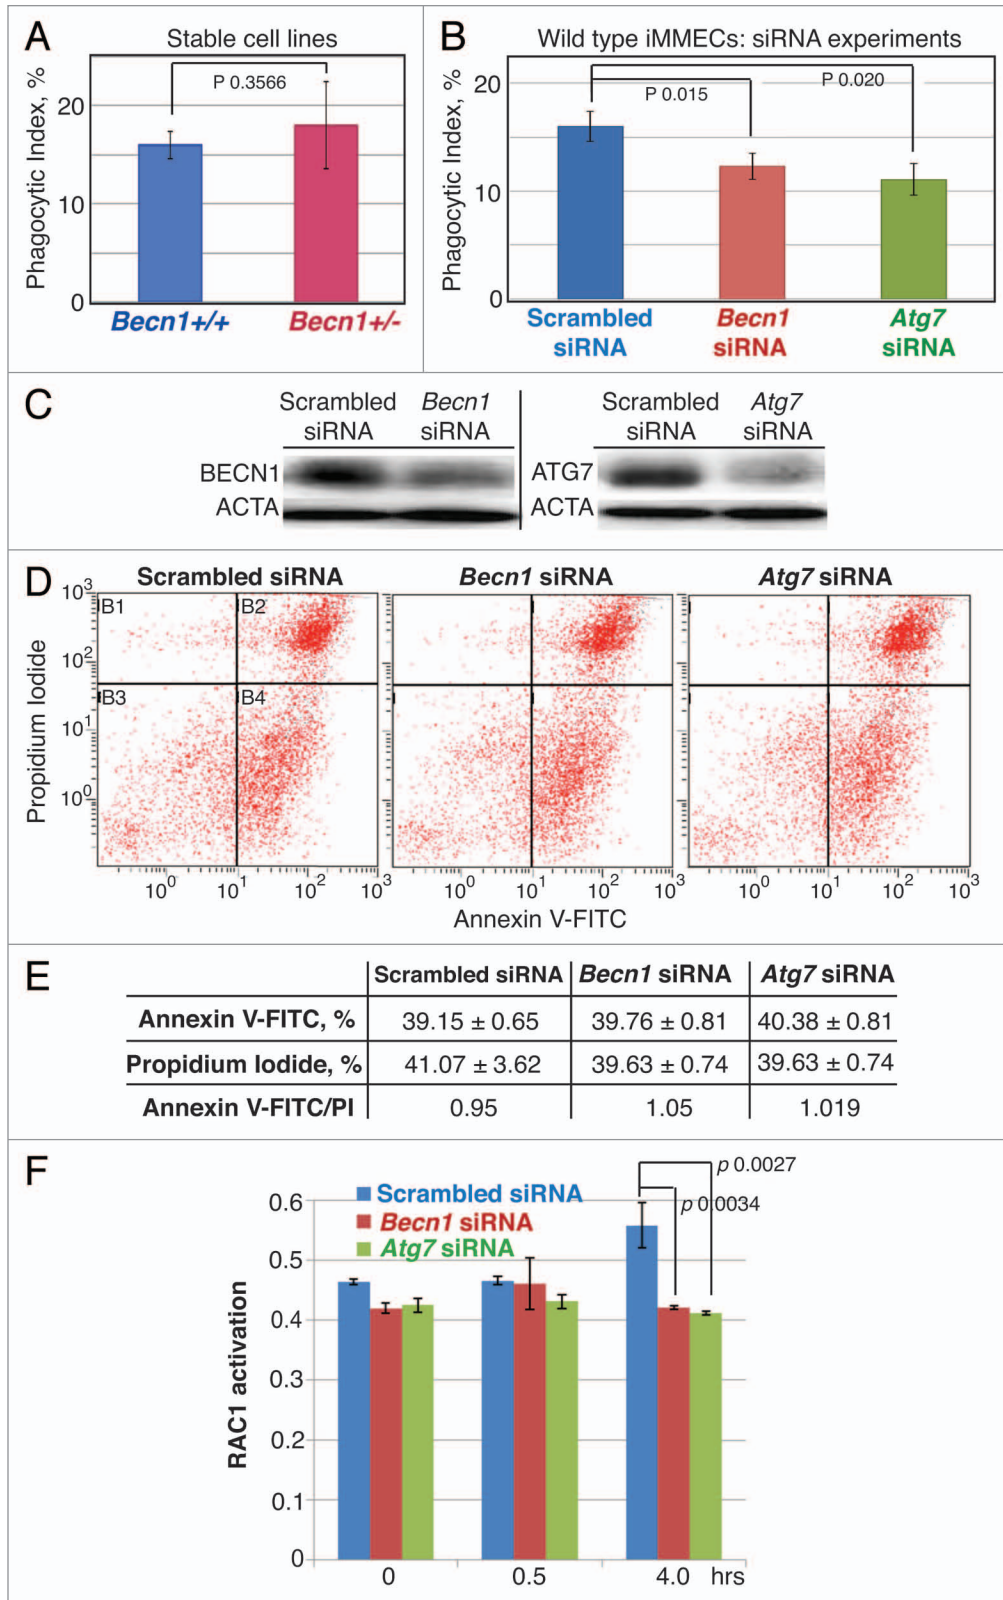 A
Stable cell lines
P 0.3566
Phagocytic Index, %
20
10
0
Becn1+/+ Becn1+/-
B
Wild type iMMECs: siRNA experiments
P 0.015
P 0.020
Phagocytic Index, %
20
10
0
Scrambled siRNA
Becn1 siRNA
Atg7 siRNA
C
Scrambled siRNA
Becn1 siRNA
BECN1
ACTA
Scrambled siRNA
Atg7 siRNA
ATG7
ACTA
D
Scrambled siRNA
Becn1 siRNA
Atg7 siRNA
B1 B2
B3 B4
Propidium Iodide
10³
10²
10¹
10⁰
10⁰ 10¹ 10² 10³
10⁰ 10¹ 10² 10³
10⁰ 10¹ 10² 10³
Annexin V-FITC
E
Scrambled siRNA Becn1 siRNA Atg7 siRNA
Annexin V-FITC, % 39.15 ± 0.65 39.76 ± 0.81 40.38 ± 0.81
Propidium Iodide, % 41.07 ± 3.62 39.63 ± 0.74 39.63 ± 0.74
Annexin V-FITC/PI 0.95 1.05 1.019
F
p 0.0027
p 0.0034
Scrambled siRNA
Becn1 siRNA
Atg7 siRNA
RAC1 activation
0.6
0.5
0.4
0.3
0.2
0.1
0
0 0.5 4.0 hrs